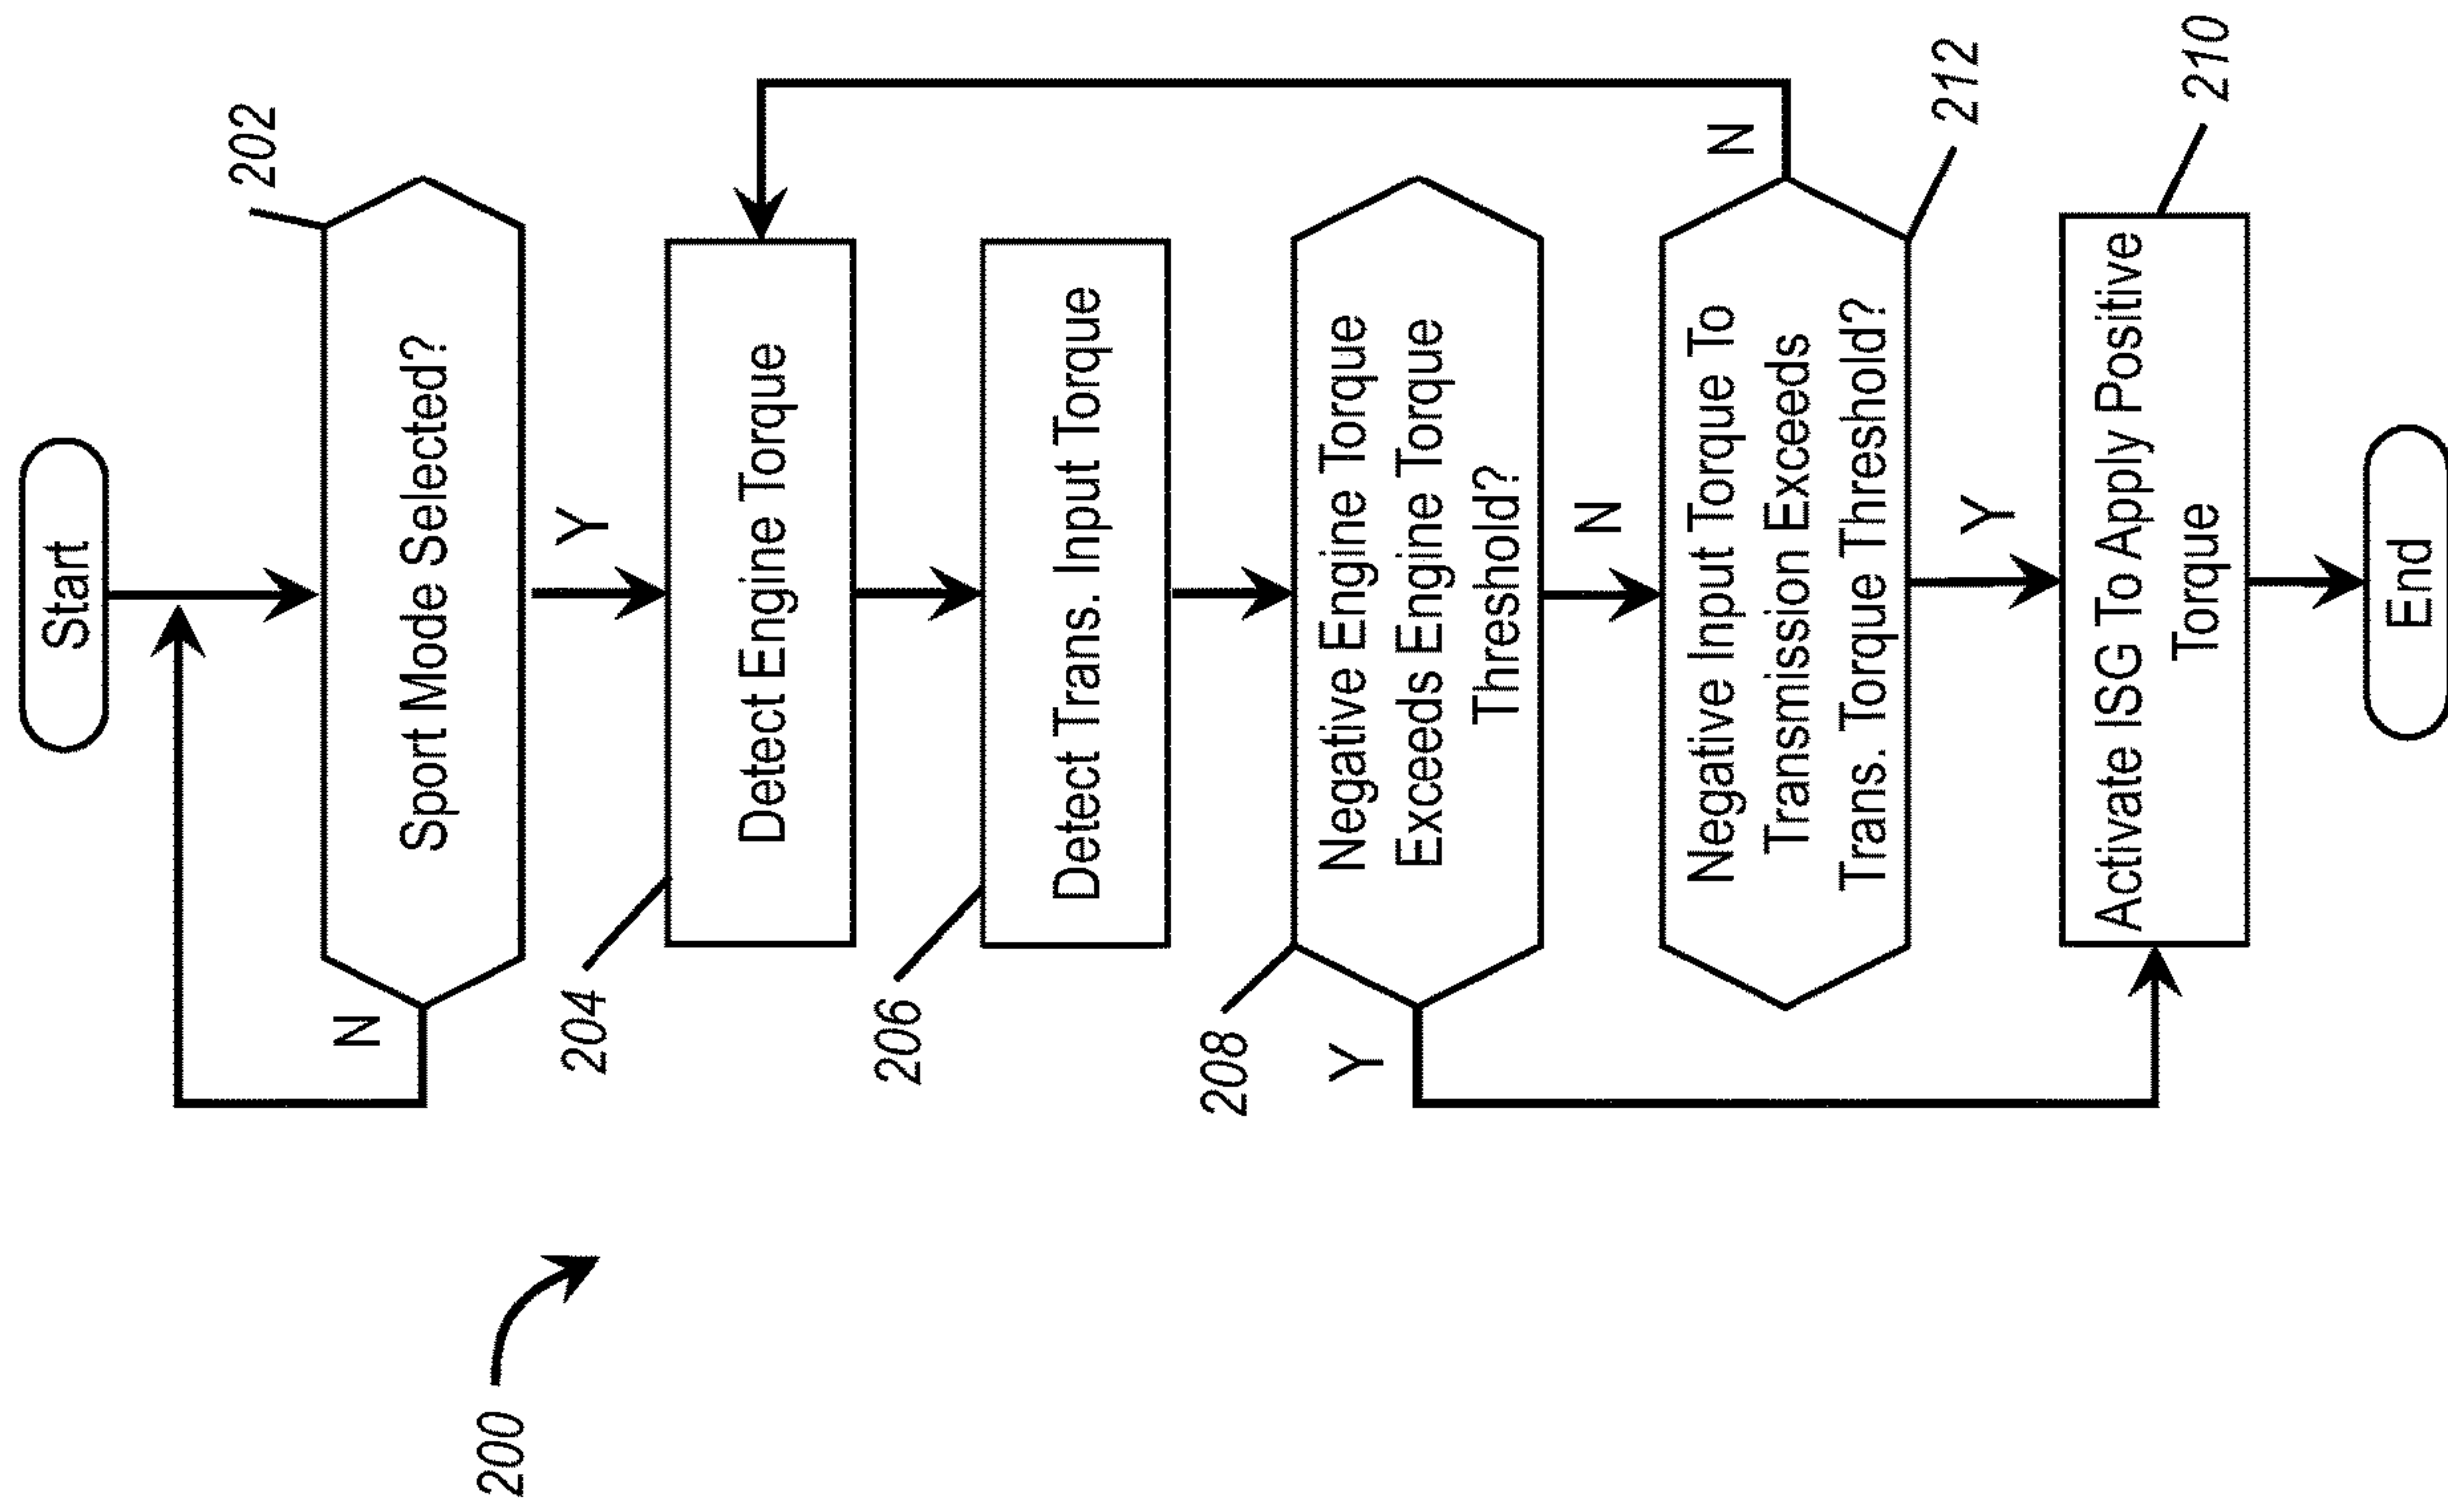 Start
202
Sport Mode Selected?
N
Y
204
Detect Engine Torque
206
Detect Trans. Input Torque
208
Negative Engine Torque
Exceeds Engine Torque
Threshold?
Y
N
Negative Input Torque To
Transmission Exceeds
Trans. Torque Threshold?
N
212
Y
210
Activate ISG To Apply Positive
Torque
End
200